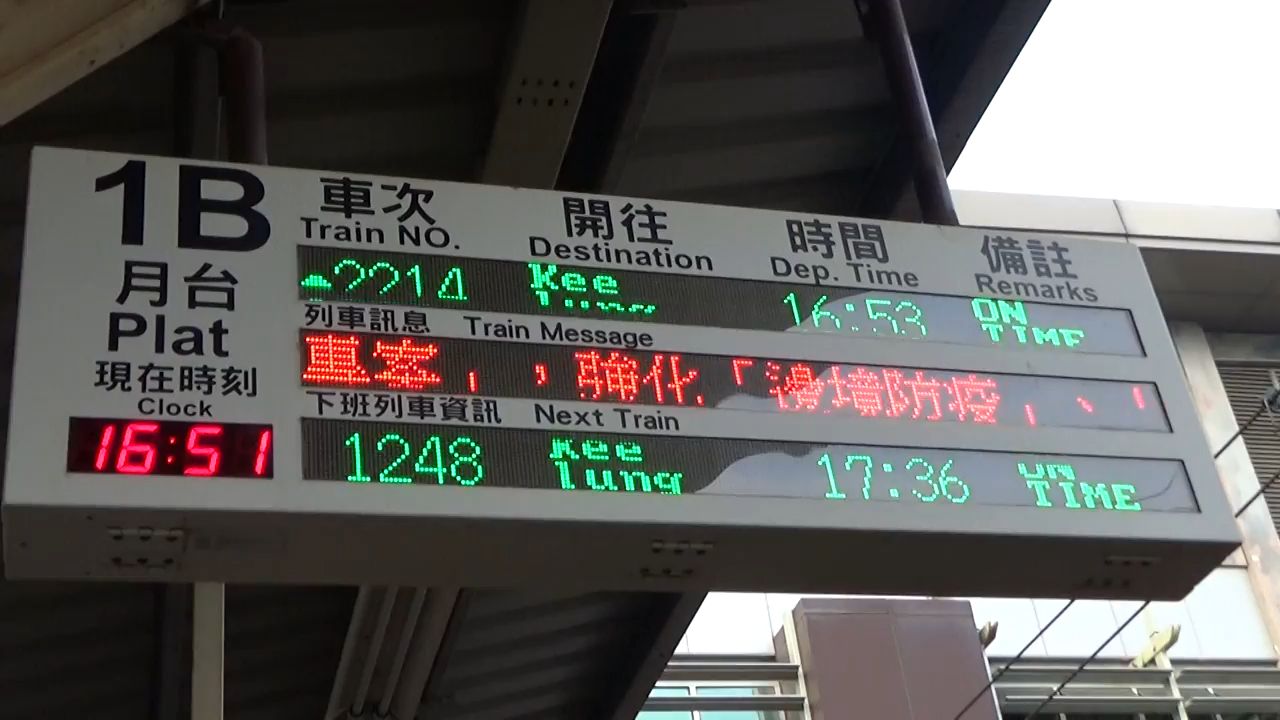 1B
月台
Plat
現在時刻
Clock
16:51
車次 開往 時間 備註
Train NO. Destination Dep. Time Remarks
2214 Kee 16:53 ON
TIME
列車訊息 Train Message
強化「邊境防疫」、
下班列車資訊 Next Train
1248 Kee 17:36 ON
lung TIME